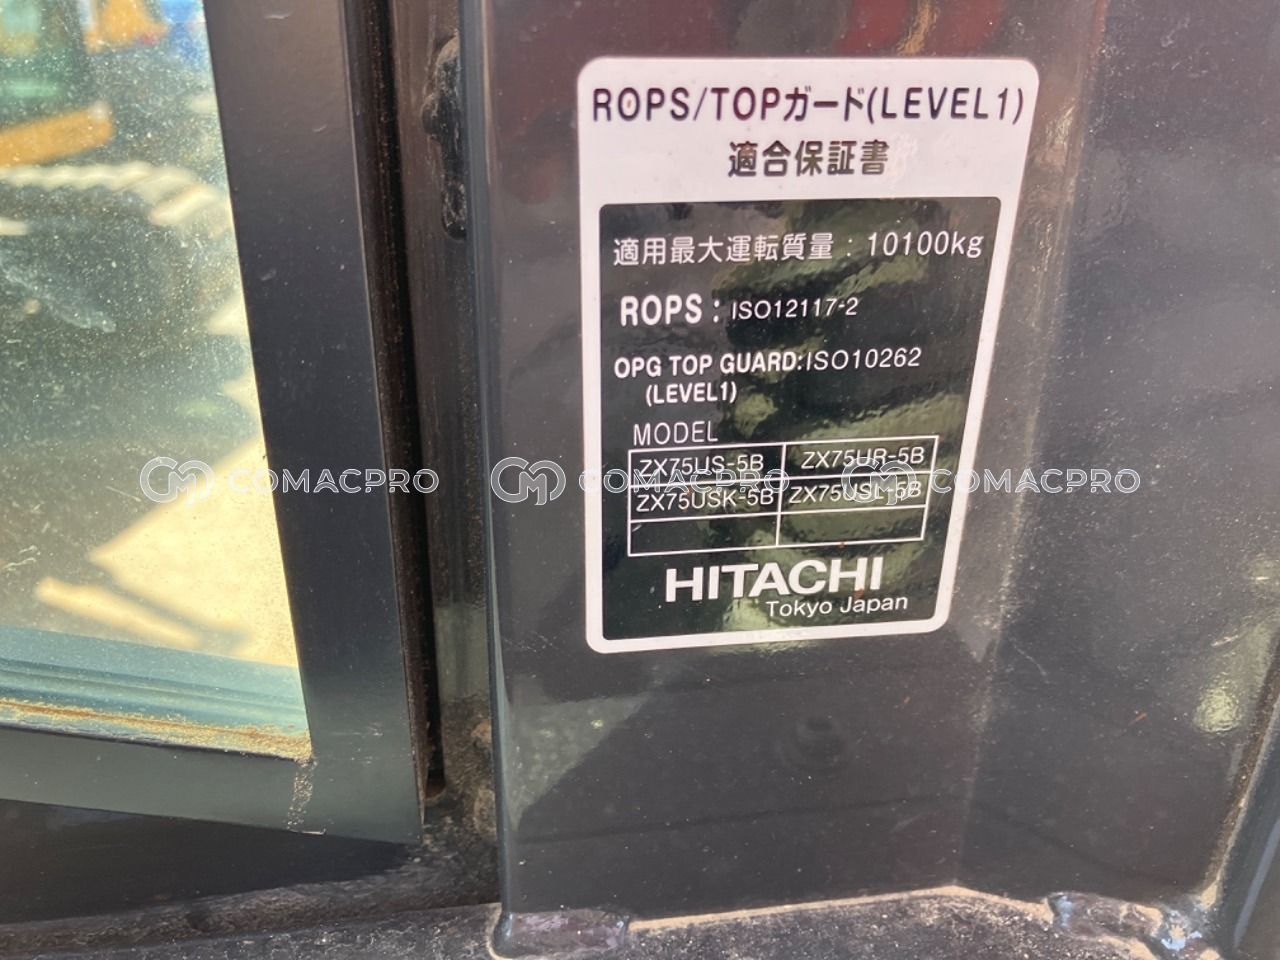 ROPS/TOPガード(LEVEL1)
適合保証書
適用最大運転質量：10100kg
ROPS：ISO12117-2
OPG TOP GUARD:ISO10262
(LEVEL1)
MODEL
ZX75US-5B ZX75UR-5B
COMACPRO COMACPRO COMACPRO
ZX75USK-5B ZX75USL-5B
HITACHI
Tokyo Japan